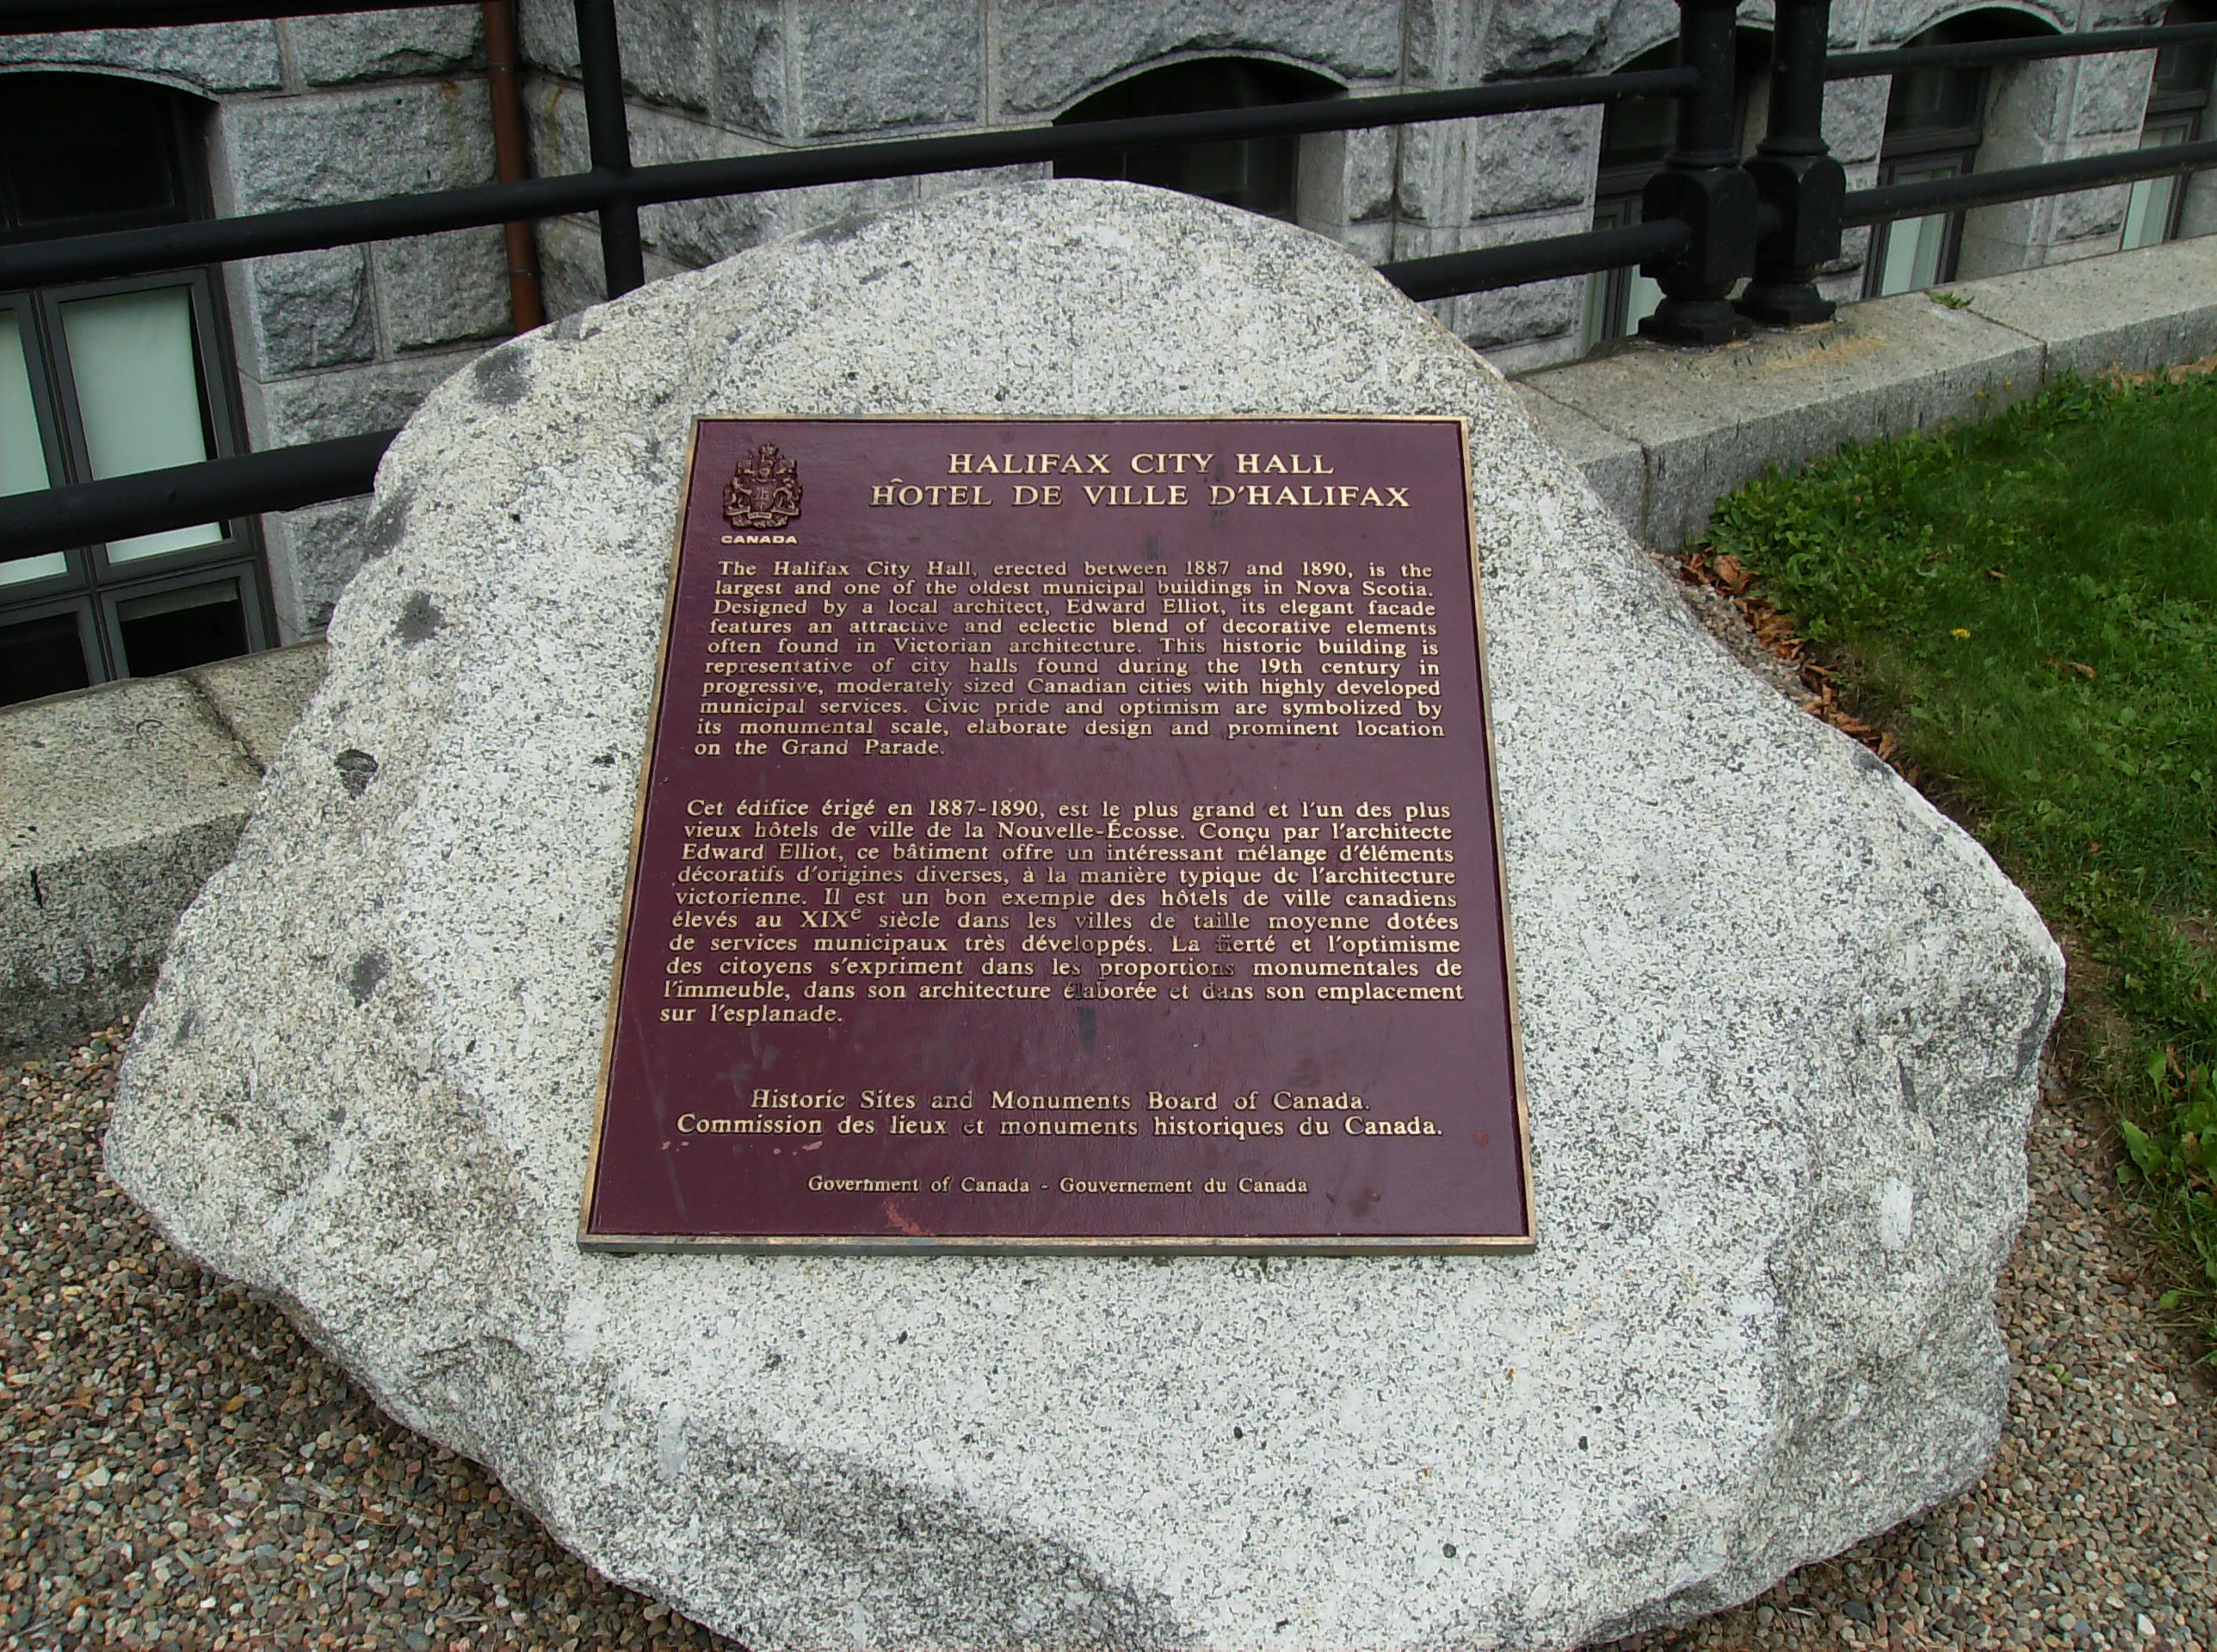 CANADA
HALIFAX CITY HALL
HÔTEL DE VILLE D'HALIFAX
The Halifax City Hall, erected between 1887 and 1890, is the
largest and one of the oldest municipal buildings in Nova Scotia.
Designed by a local architect, Edward Elliot, its elegant facade
features an attractive and eclectic blend of decorative elements
often found in Victorian architecture. This historic building is
representative of city halls found during the 19th century in
progressive, moderately sized Canadian cities with highly developed
municipal services. Civic pride and optimism are symbolized by
its monumental scale, elaborate design and prominent location
on the Grand Parade.
Cet édifice érigé en 1887-1890, est le plus grand et l'un des plus
vieux hôtels de ville de la Nouvelle-Écosse. Conçu par l'architecte
Edward Elliot, ce bâtiment offre un intéressant mélange d'éléments
décoratifs d'origines diverses, à la manière typique de l'architecture
victorienne. Il est un bon exemple des hôtels de ville canadiens
élevés au XIXe siècle dans les villes de taille moyenne dotées
de services municipaux très développés. La fierté et l'optimisme
des citoyens s'expriment dans les proportions monumentales de
l'immeuble, dans son architecture élaborée et dans son emplacement
sur l'esplanade.
Historic Sites and Monuments Board of Canada.
Commission des lieux et monuments historiques du Canada.
Government of Canada - Gouvernement du Canada